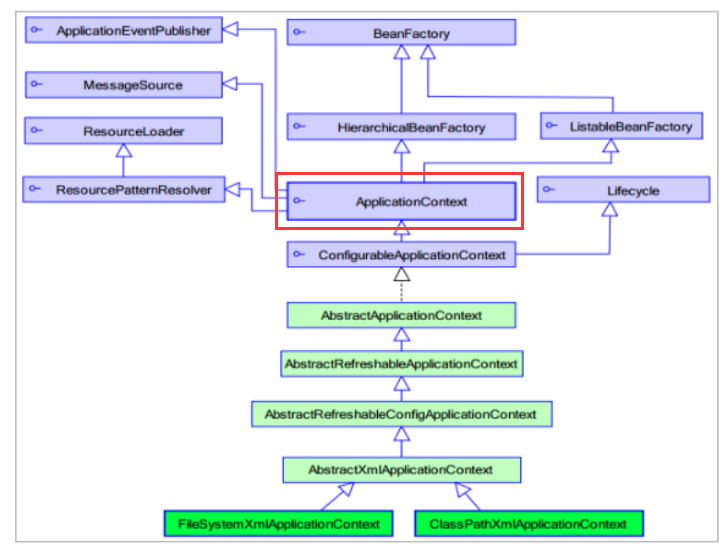 ApplicationEventPublisher
BeanFactory
MessageSource
ResourceLoader
HierarchicalBeanFactory
ListableBeanFactory
ResourcePatternResolver
ApplicationContext
Lifecycle
ConfigurableApplicationContext
AbstractApplicationContext
AbstractRefreshableApplicationContext
AbstractRefreshableConfigApplicationContext
AbstractXmlApplicationContext
FileSystemXmlApplicationContext
ClassPathXmlApplicationContext